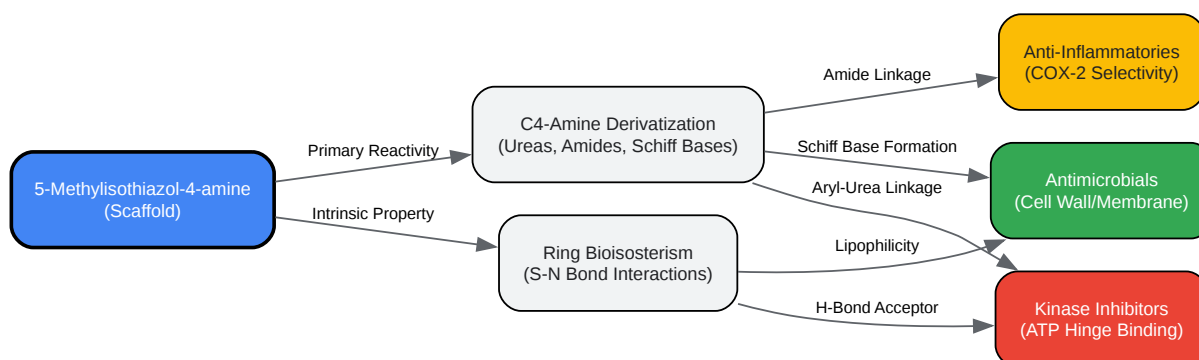 5-Methylisothiazol-4-amine
(Scaffold)
Primary Reactivity
Intrinsic Property
C4-Amine Derivatization
(Ureas, Amides, Schiff Bases)
Ring Bioisosterism
(S-N Bond Interactions)
Amide Linkage
Schiff Base Formation
Aryl-Urea Linkage
Lipophilicity
H-Bond Acceptor
Anti-Inflammatories
(COX-2 Selectivity)
Antimicrobials
(Cell Wall/Membrane)
Kinase Inhibitors
(ATP Hinge Binding)